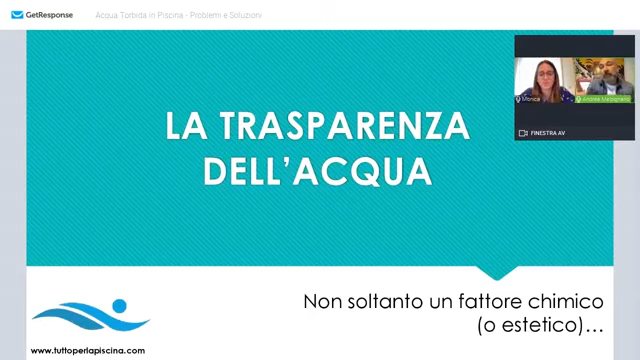 GetResponse
Acqua Torbida in Piscina - Problemi e Soluzioni
Monica
FINESTRA AV
LA TRASPARENZA
DELL'ACQUA
Non soltanto un fattore chimico
(o estetico)...
www.tuttoperlapiscina.com